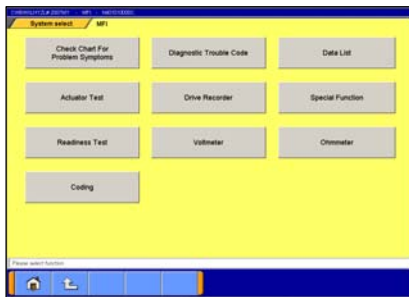 System select
MFI
Check Chart For
Problem Symptoms
Diagnostic Trouble Code
Data List
Actuator Test
Drive Recorder
Special Function
Readiness Test
Voltmeter
Ohmmeter
Coding
Please select function